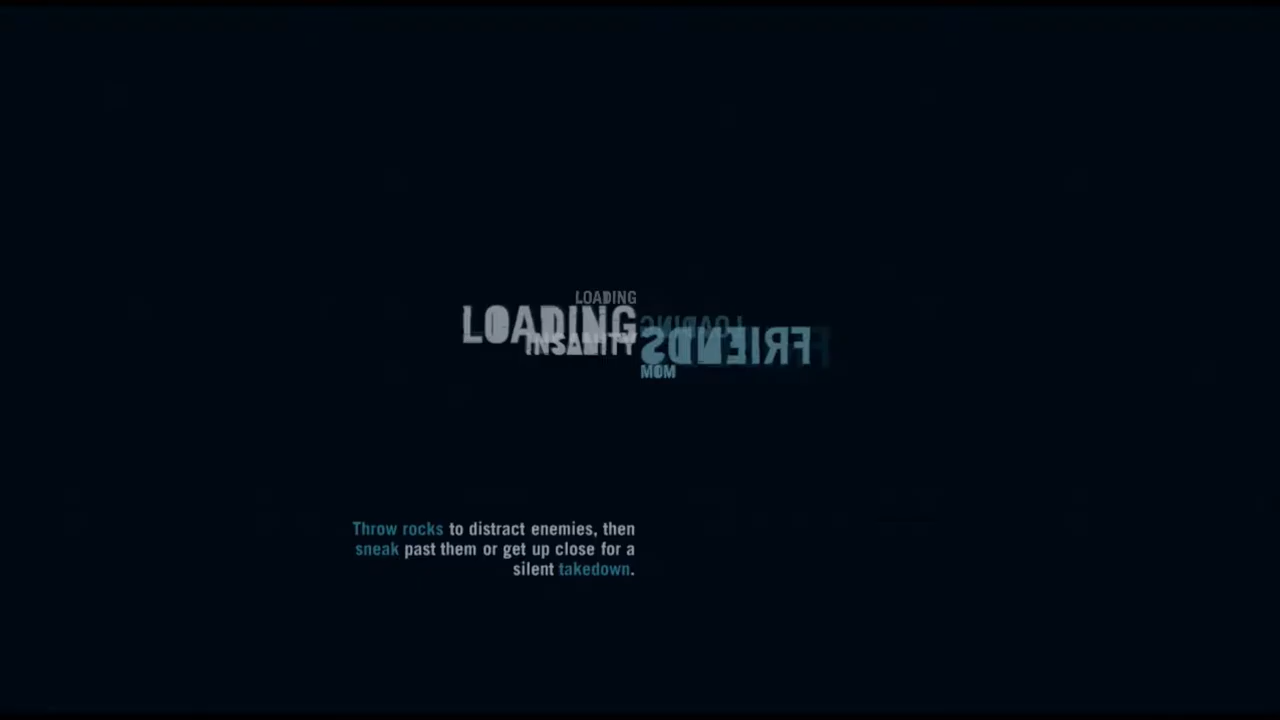 LOADING
LOADING
LOADING
INSANITY
FRIENDS
MOM
Throw rocks to distract enemies, then
sneak past them or get up close for a
silent takedown.